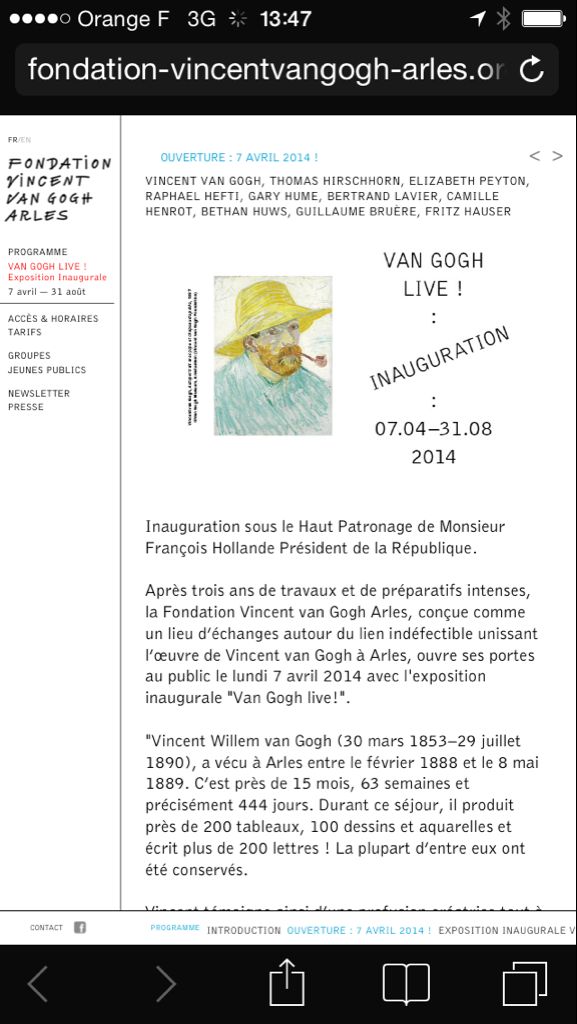 Orange F 3G 13:47
fondation-vincentvangogh-arles.or
FR/EN
FONDATION
VINCENT
VAN GOGH
ARLES
PROGRAMME
VAN GOGH LIVE !
Exposition Inaugurale
7 avril — 31 août
ACCÈS & HORAIRES
TARIFS
GROUPES
JEUNES PUBLICS
NEWSLETTER
PRESSE
OUVERTURE : 7 AVRIL 2014 !
< >
VINCENT VAN GOGH, THOMAS HIRSCHHORN, ELIZABETH PEYTON,
RAPHAEL HEFTI, GARY HUME, BERTRAND LAVIER, CAMILLE
HENROT, BETHAN HUWS, GUILLAUME BRUÈRE, FRITZ HAUSER
VAN GOGH
LIVE !
:
INAUGURATION
:
07.04–31.08
2014
Inauguration sous le Haut Patronage de Monsieur
François Hollande Président de la République.
Après trois ans de travaux et de préparatifs intenses,
la Fondation Vincent van Gogh Arles, conçue comme
un lieu d’échanges autour du lien indéfectible unissant
l’œuvre de Vincent van Gogh à Arles, ouvre ses portes
au public le lundi 7 avril 2014 avec l'exposition
inaugurale "Van Gogh live!".
"Vincent Willem van Gogh (30 mars 1853–29 juillet
1890), a vécu à Arles entre le février 1888 et le 8 mai
1889. C’est près de 15 mois, 63 semaines et
précisément 444 jours. Durant ce séjour, il produit
près de 200 tableaux, 100 dessins et aquarelles et
écrit plus de 200 lettres ! La plupart d’entre eux ont
été conservés.
Vincent témoigne ainsi d’une profusion créatrice tout à
CONTACT
PROGRAMME INTRODUCTION OUVERTURE : 7 AVRIL 2014 ! EXPOSITION INAUGURALE V